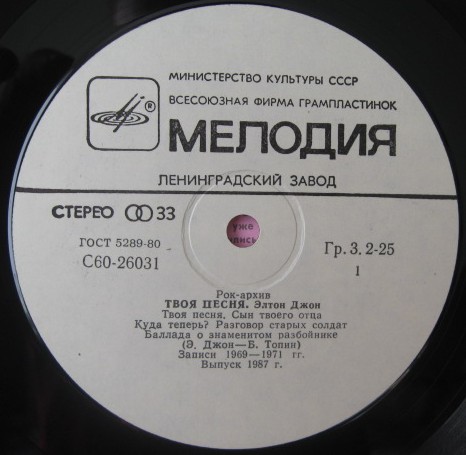 МИНИСТЕРСТВО КУЛЬТУРЫ СССР
ВСЕСОЮЗНАЯ ФИРМА ГРАМПЛАСТИНОК
®
МЕЛОДИЯ
ЛЕНИНГРАДСКИЙ ЗАВОД
СТЕРЕО 33
уже
пись
ГОСТ 5289-80
Гр. 3. 2-25
С60-26031
1
Рок-архив
ТВОЯ ПЕСНЯ. Элтон Джон
Твоя песня. Сын твоего отца
Куда теперь? Разговор старых солдат
Баллада о знаменитом разбойнике
(Э. Джон—Б. Топин)
Записи 1969—1971 гг.
Выпуск 1987 г.